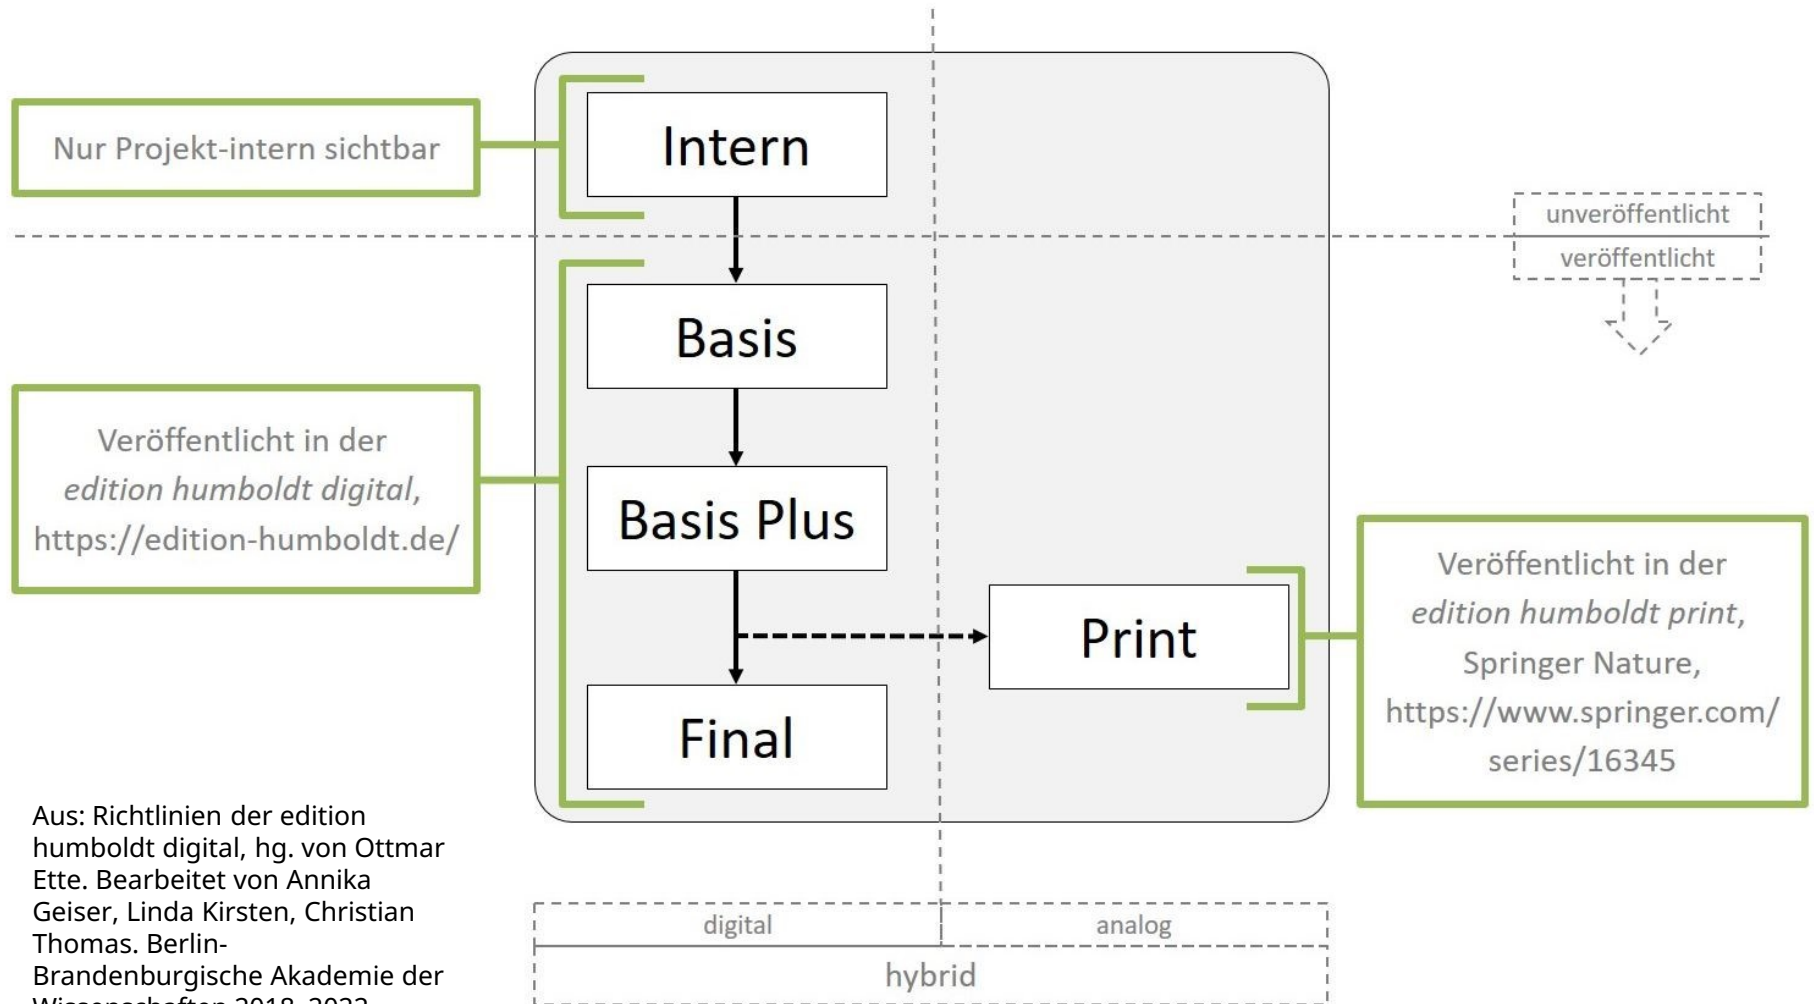 Nur Projekt-intern sichtbar
Intern
unveröffentlicht
veröffentlicht
Basis
Veröffentlicht in der
edition humboldt digital,
https://edition-humboldt.de/
Basis Plus
Print
Veröffentlicht in der
edition humboldt print,
Springer Nature,
https://www.springer.com/
series/16345
Final
Aus: Richtlinien der edition
humboldt digital, hg. von Ottmar
Ette. Bearbeitet von Annika
Geiser, Linda Kirsten, Christian
Thomas. Berlin-
Brandenburgische Akademie der
digital
analog
hybrid